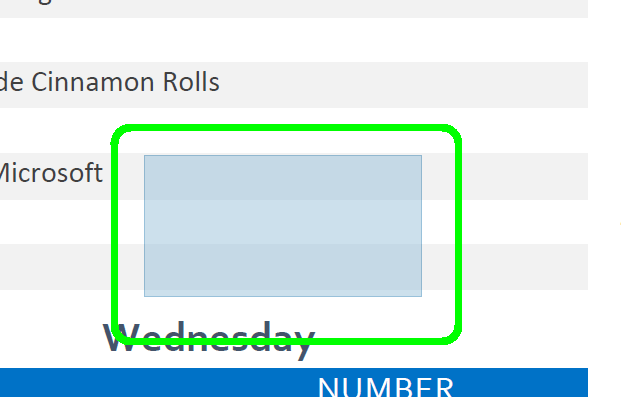 de Cinnamon Rolls
Microsoft
Wednesday
NUMBER